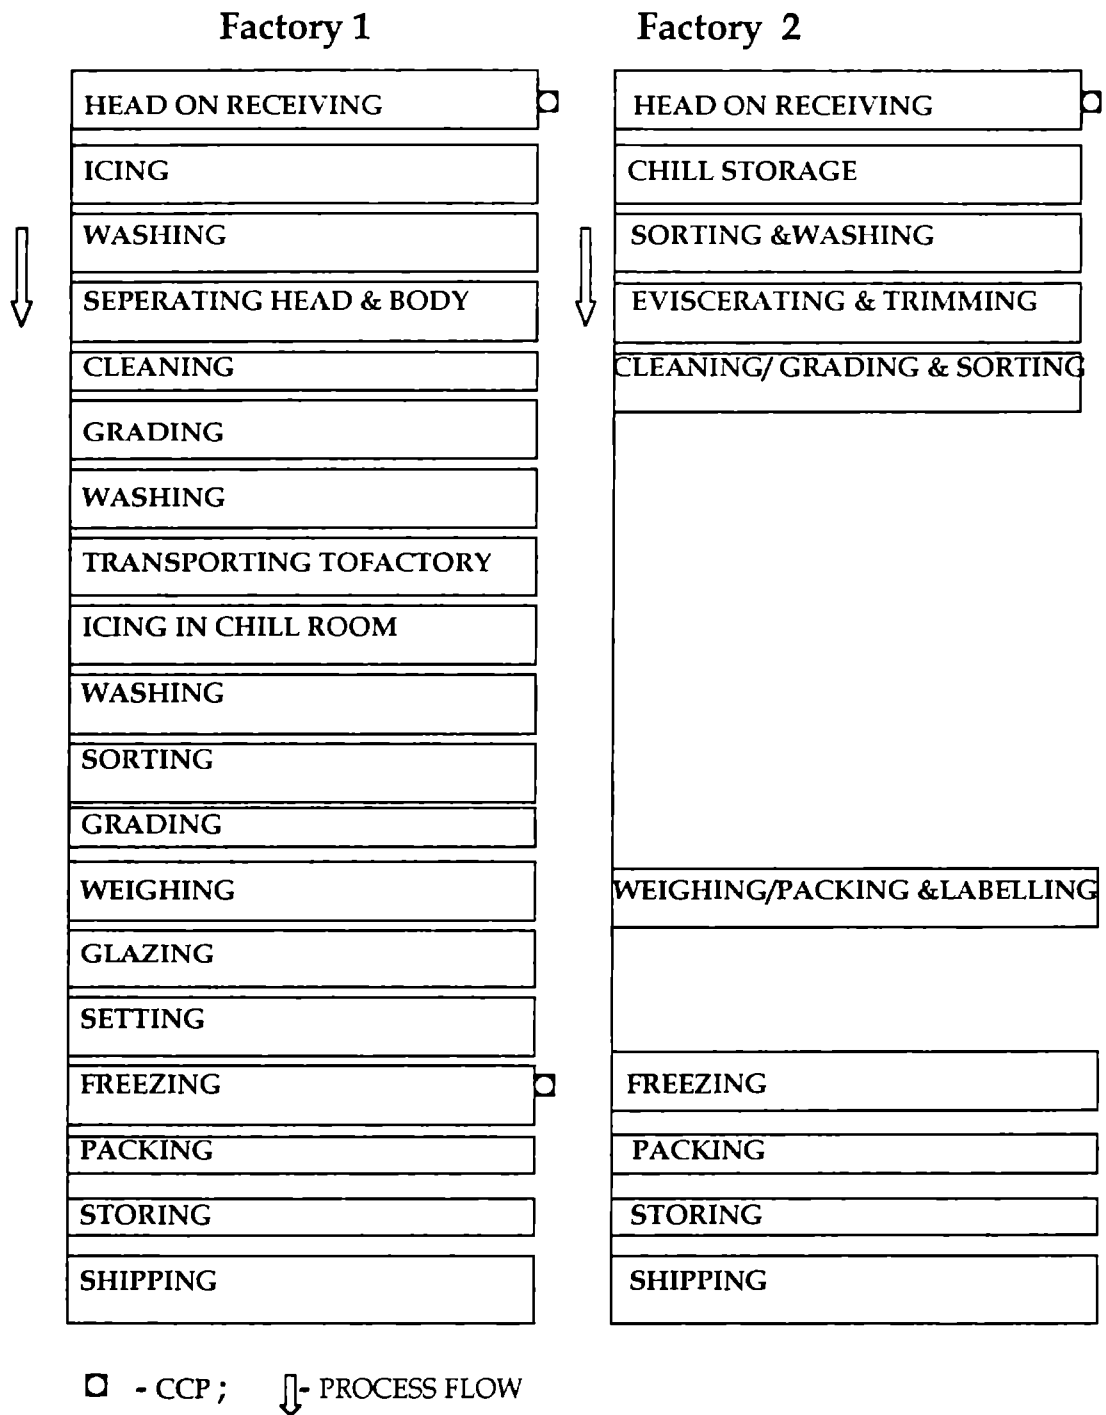 Factory 1
HEAD ON RECEIVING
ICING
WASHING
SEPERATING HEAD & BODY
CLEANING
GRADING
WASHING
TRANSPORTING TOFACTORY
ICING IN CHILL ROOM
WASHING
SORTING
GRADING
WEIGHING
GLAZING
SETTING
FREEZING
PACKING
STORING
SHIPPING
Factory 2
HEAD ON RECEIVING
CHILL STORAGE
SORTING &WASHING
EVISCERATING & TRIMMING
CLEANING/ GRADING & SORTING
WEIGHING/PACKING &LABELLING
FREEZING
PACKING
STORING
SHIPPING
- CCP ; - PROCESS FLOW